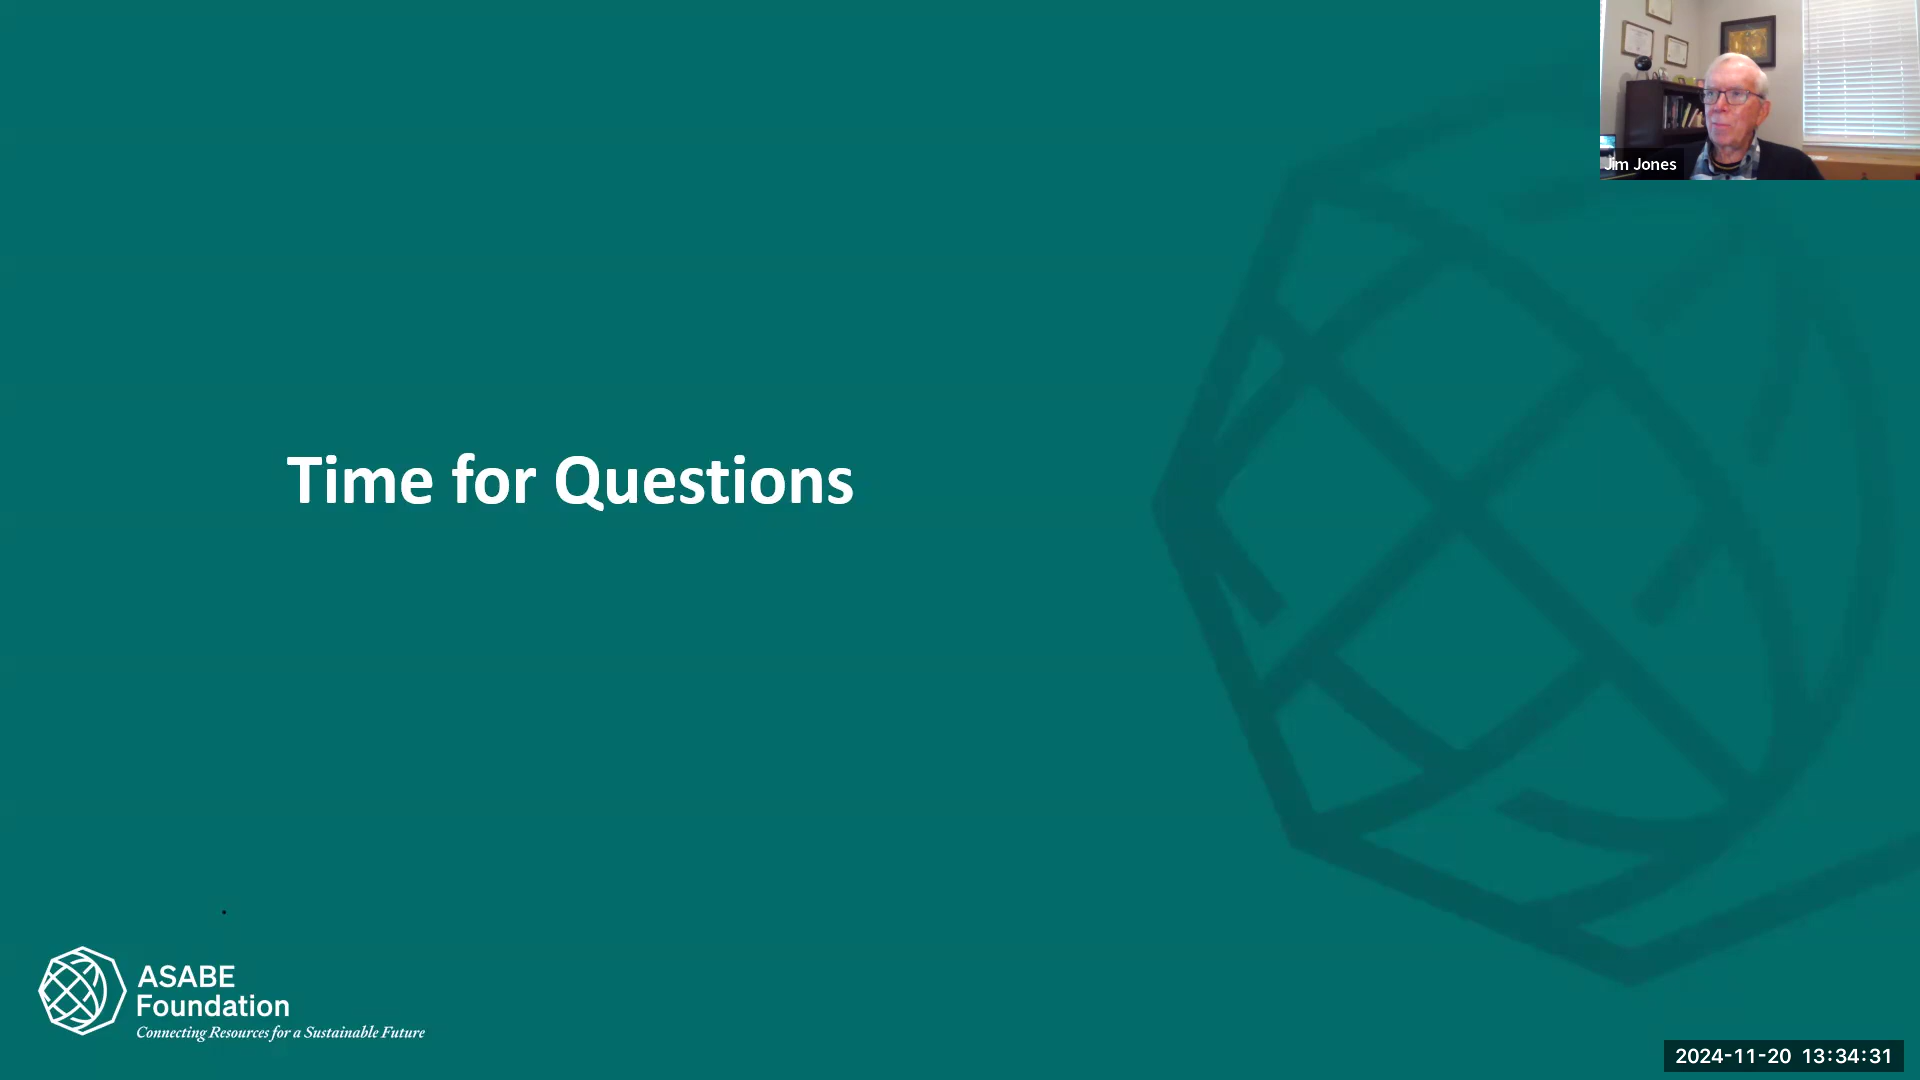 Jim Jones
Time for Questions
ASABE
Foundation
Connecting Resources for a Sustainable Future
2024-11-20 13:34:31